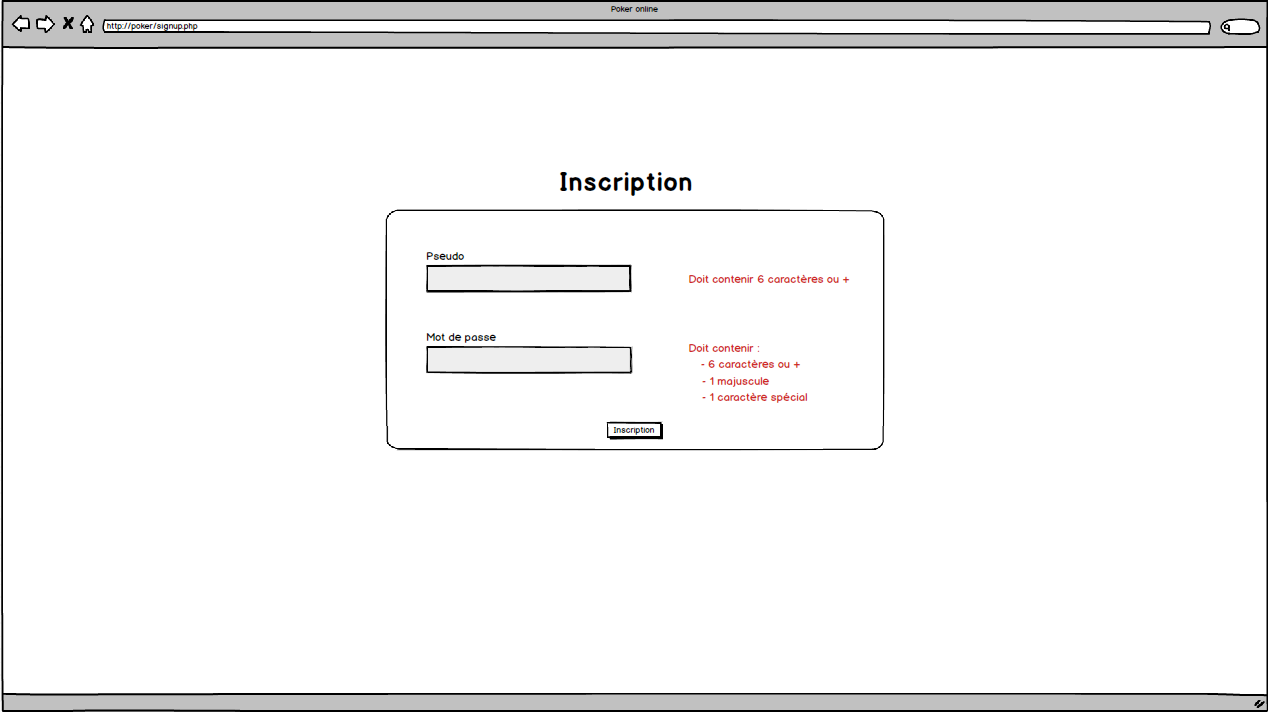 Poker online
http://poker/signup.php
Inscription
Pseudo
Doit contenir 6 caractères ou +
Mot de passe
Doit contenir :
- 6 caractères ou +
- 1 majuscule
- 1 caractère spécial
Inscription